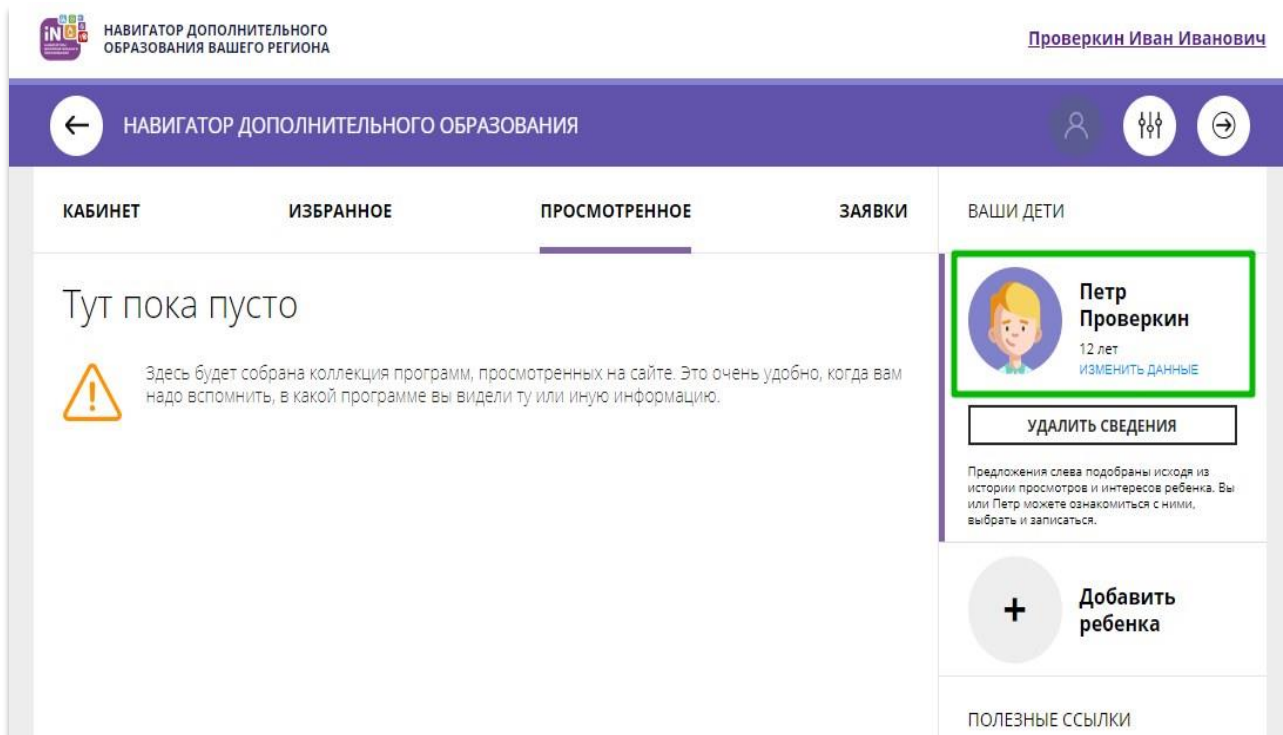 НАВИГАТОР ДОПОЛНИТЕЛЬНОГО
ОБРАЗОВАНИЯ ВАШЕГО РЕГИОНА
Проверкин Иван Иванович
НАВИГАТОР ДОПОЛНИТЕЛЬНОГО ОБРАЗОВАНИЯ
КАБИНЕТ
ИЗБРАННОЕ
ПРОСМОТРЕННОЕ
ЗАЯВКИ
Тут пока пусто
Здесь будет собрана коллекция программ, просмотренных на сайте. Это очень удобно, когда вам
надо вспомнить, в какой программе вы видели ту или иную информацию.
ВАШИ ДЕТИ
Петр
Проверкин
12 лет
ИЗМЕНИТЬ ДАННЫЕ
УДАЛИТЬ СВЕДЕНИЯ
Предложения слева подобраны исходя из
истории просмотров и интересов ребенка. Вы
или Петр можете ознакомиться с ними,
выбрать и записаться.
+
Добавить
ребенка
ПОЛЕЗНЫЕ ССЫЛКИ